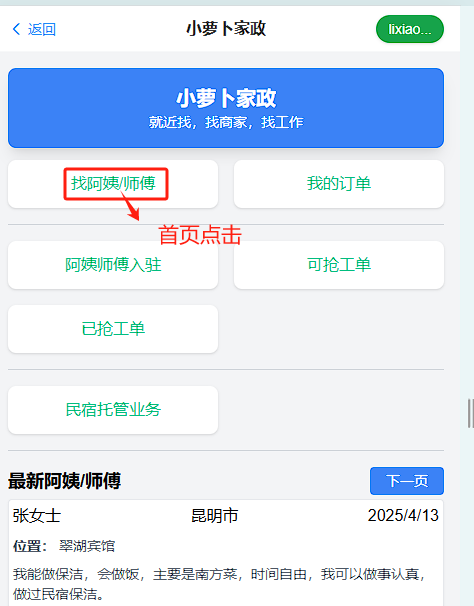 返回
小萝卜家政
lixiao...
小萝卜家政
就近找，找商家，找工作
找阿姨/师傅
我的订单
首页点击
阿姨师傅入驻
可抢工单
已抢工单
民宿托管业务
最新阿姨/师傅
下一页
张女士 昆明市 2025/4/13
位置： 翠湖宾馆
我能做保洁，会做饭，主要是南方菜，时间自由，我可以做事认真，
做过民宿保洁。